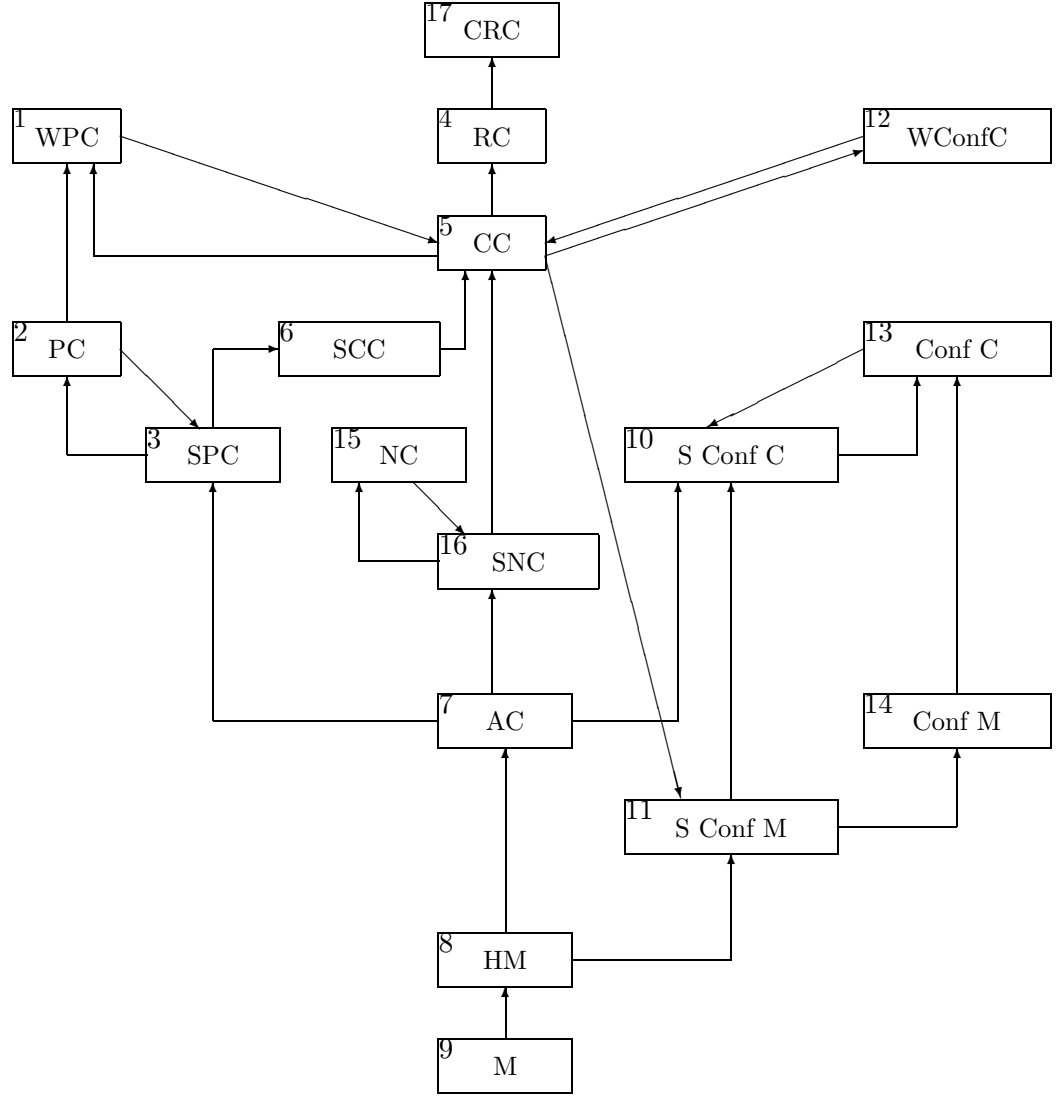 17 CRC
1 WPC
4 RC
12 WConfC
5 CC
2 PC
6 SCC
13 Conf C
3 SPC
15 NC
10 S Conf C
16 SNC
7 AC
14 Conf M
11 S Conf M
8 HM
9 M